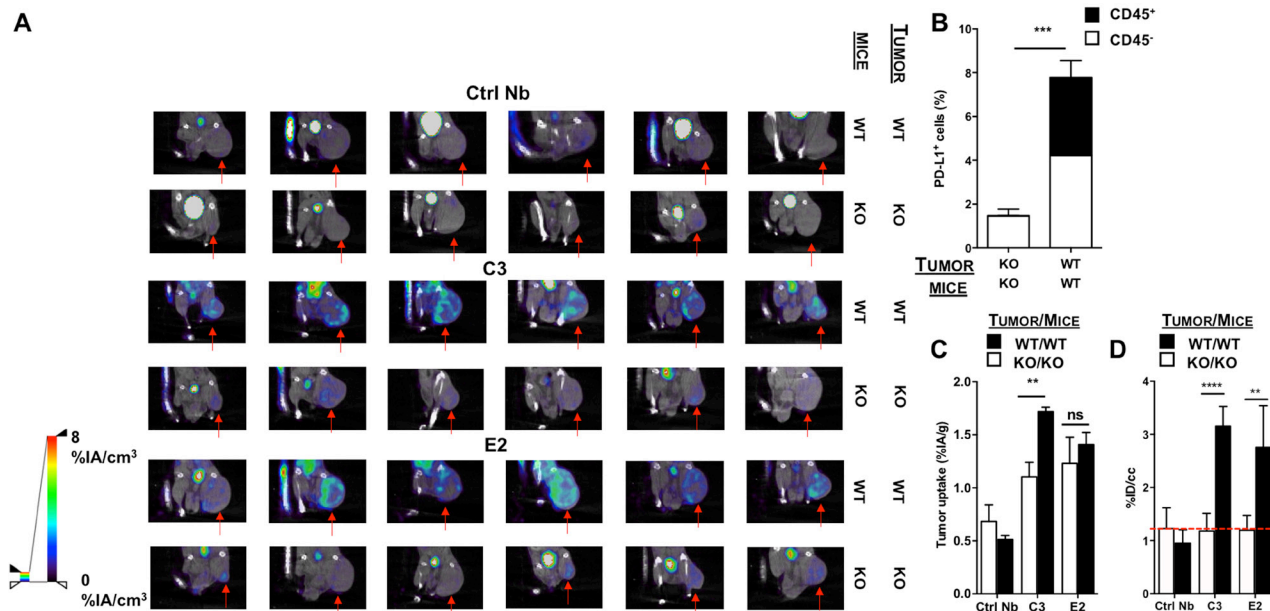 A
Ctrl Nb
MICE
TUMOR
WT
WT
KO
KO
C3
WT
WT
KO
KO
E2
WT
WT
KO
KO
8
%IA/cm³
0
%IA/cm³
B
CD45⁺
CD45⁻
***
PD-L1⁺ cells (%)
10
8
6
4
2
0
TUMOR
KO
WT
MICE
KO
WT
C
TUMOR/MICE
WT/WT
KO/KO
Tumor uptake (%IA/g)
2.0
1.5
1.0
0.5
0.0
**
ns
Ctrl Nb
C3
E2
D
TUMOR/MICE
WT/WT
KO/KO
%ID/cc
4
3
2
1
0
****
**
Ctrl Nb
C3
E2